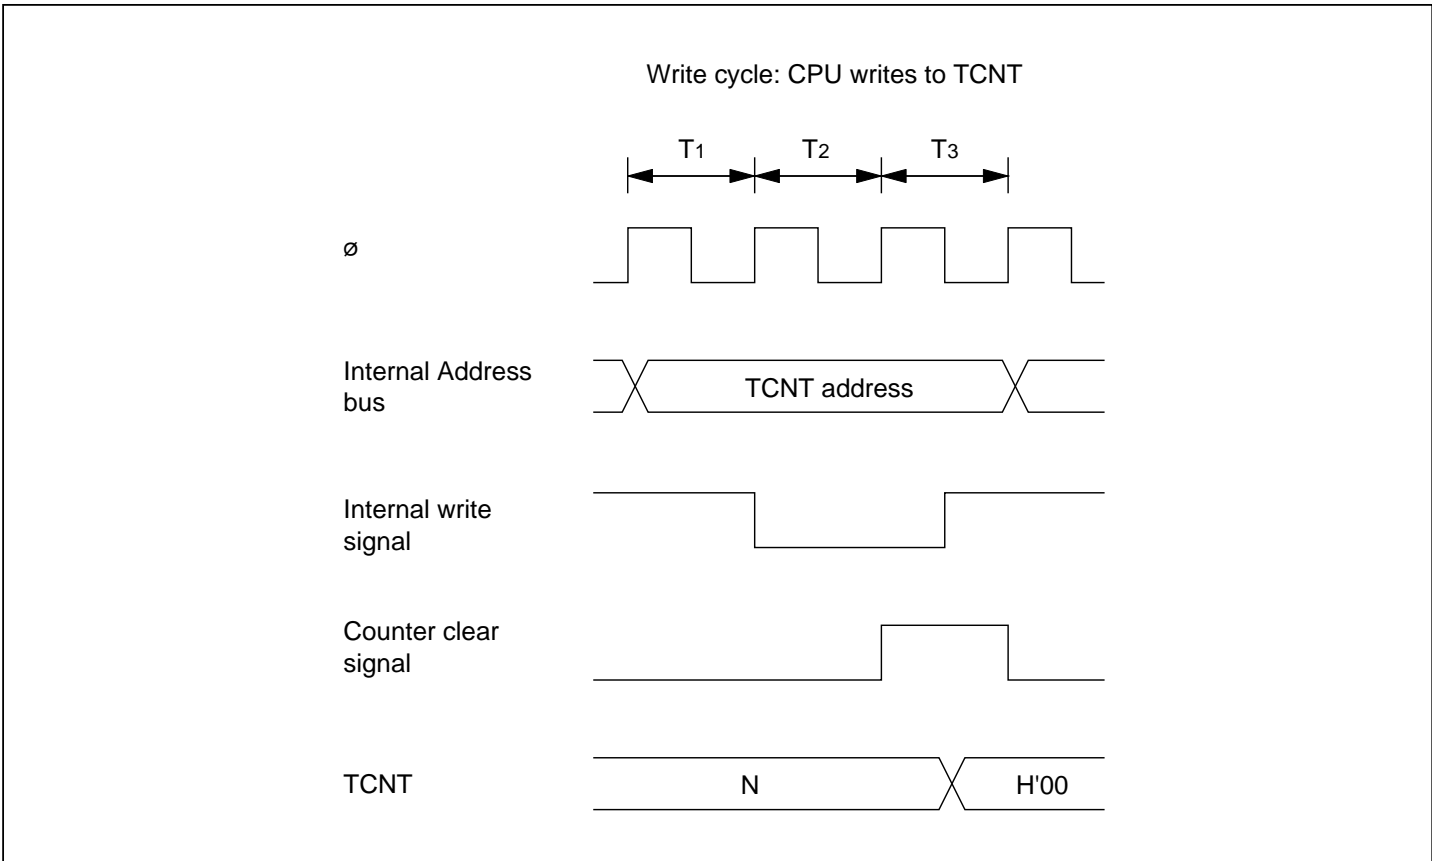 Write cycle: CPU writes to TCNT
T1
T2
T3
ø
Internal Address
bus
TCNT address
Internal write
signal
Counter clear
signal
TCNT
N
H'00